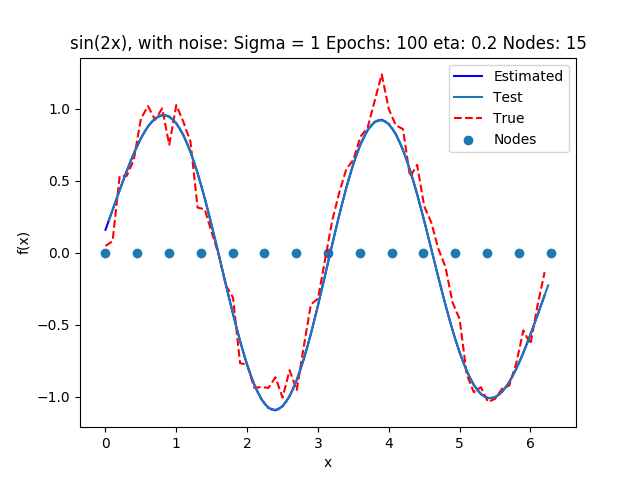 sin(2x), with noise: Sigma = 1 Epochs: 100 eta: 0.2 Nodes: 15
Estimated
Test
True
Nodes
1.0
0.5
0.0
−0.5
−1.0
f(x)
0 1 2 3 4 5 6
x